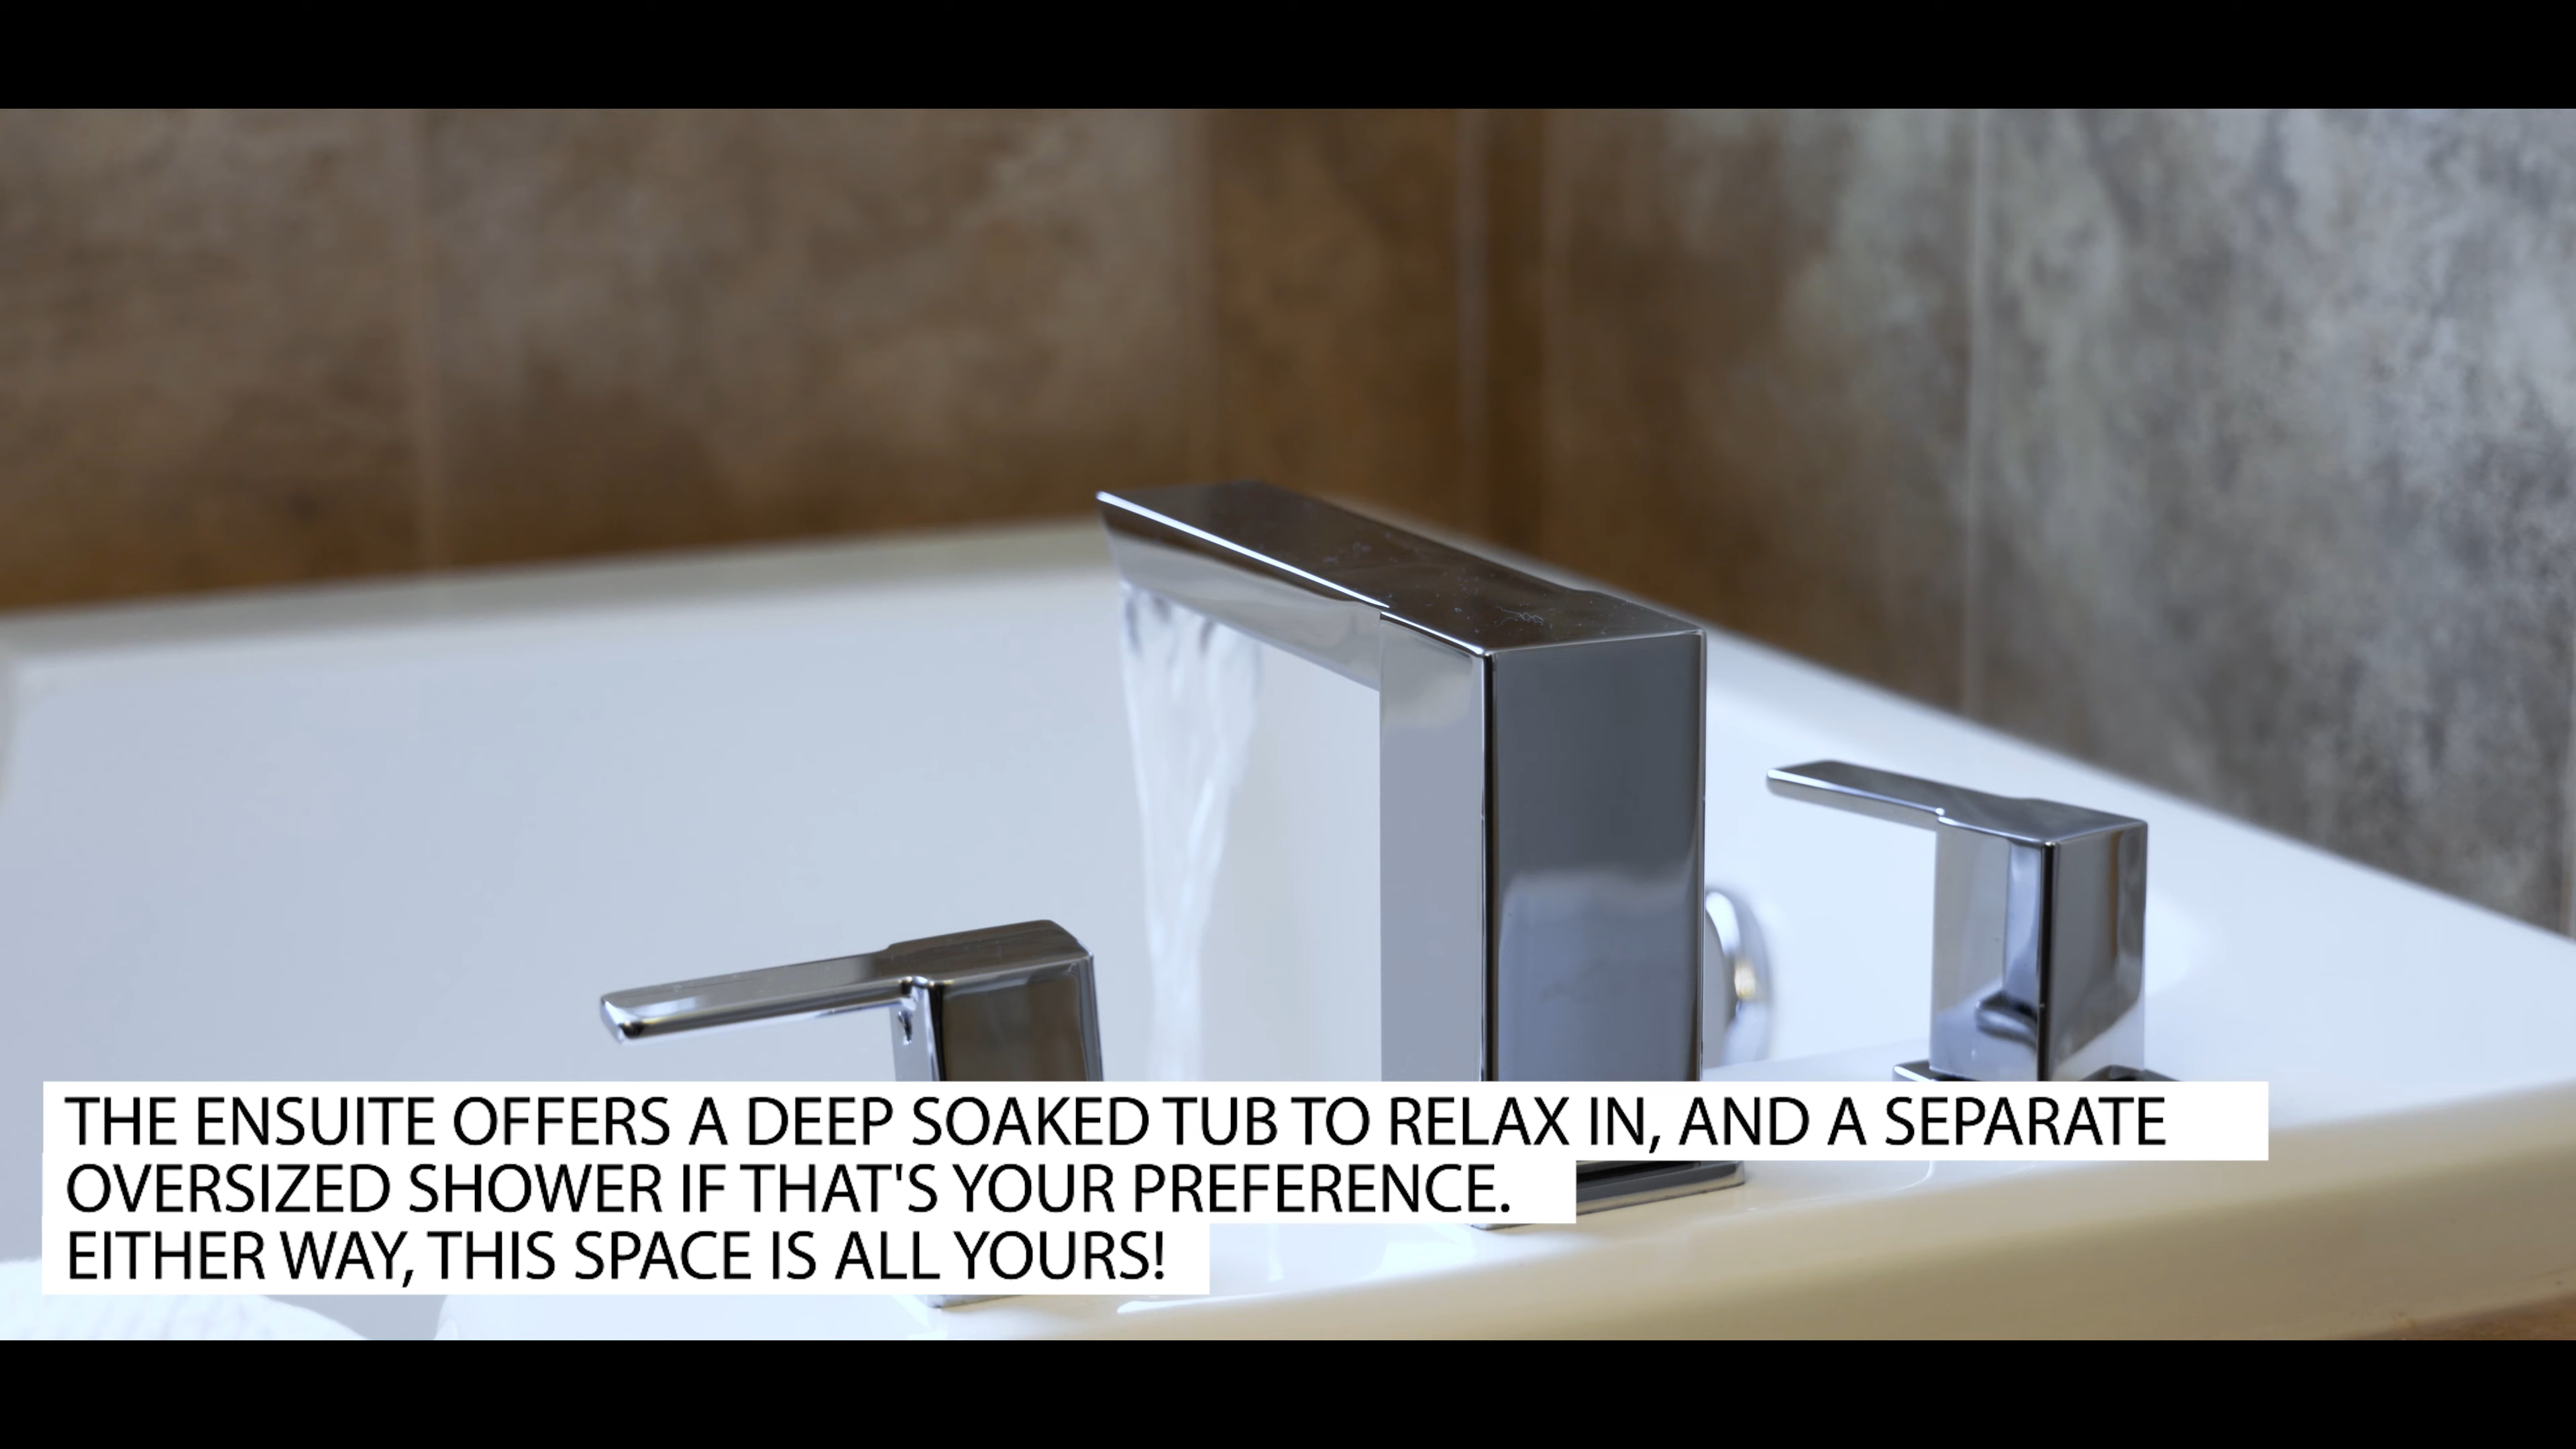 THE ENSUITE OFFERS A DEEP SOAKED TUB TO RELAX IN, AND A SEPARATE
OVERSIZED SHOWER IF THAT'S YOUR PREFERENCE.
EITHER WAY, THIS SPACE IS ALL YOURS!